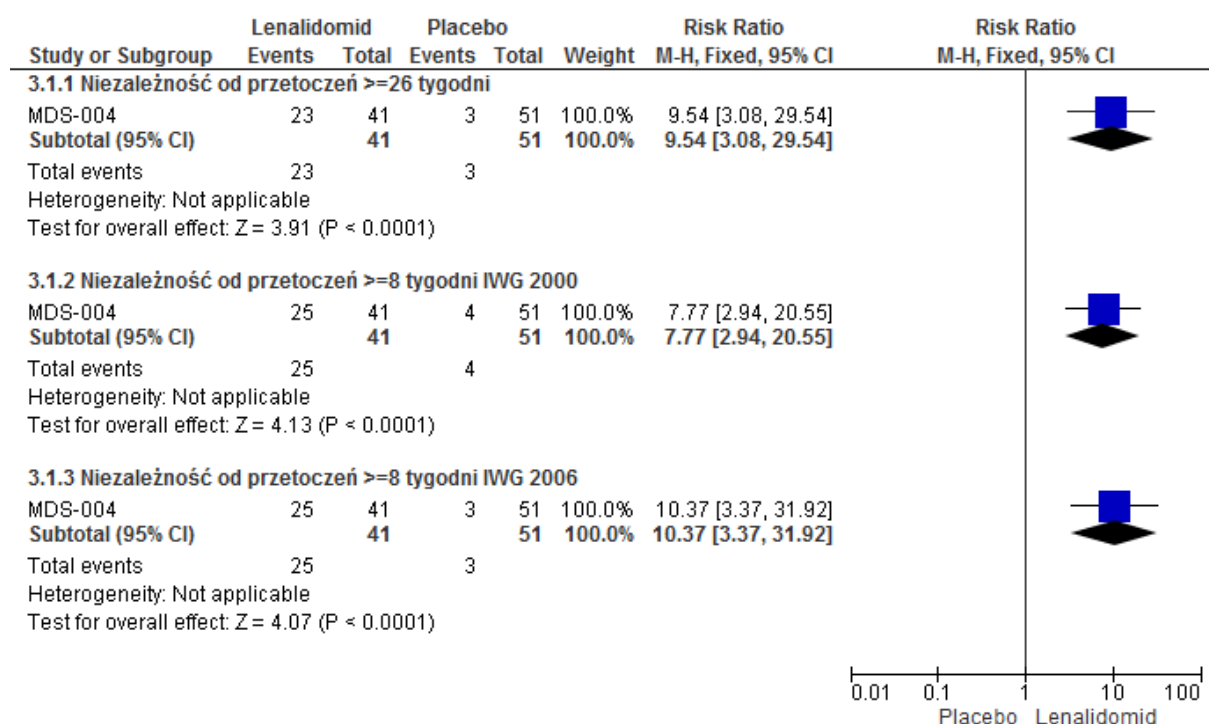 Lenalidomid Placebo Risk Ratio Risk Ratio
Study or Subgroup Events Total Events Total Weight M-H, Fixed, 95% CI M-H, Fixed, 95% CI
3.1.1 Niezależność od przetoczeń >=26 tygodni
MDS-004 23 41 3 51 100.0% 9.54 [3.08, 29.54]
Subtotal (95% CI) 41 51 100.0% 9.54 [3.08, 29.54]
Total events 23 3
Heterogeneity: Not applicable
Test for overall effect: Z = 3.91 (P < 0.0001)
3.1.2 Niezależność od przetoczeń >=8 tygodni IWG 2000
MDS-004 25 41 4 51 100.0% 7.77 [2.94, 20.55]
Subtotal (95% CI) 41 51 100.0% 7.77 [2.94, 20.55]
Total events 25 4
Heterogeneity: Not applicable
Test for overall effect: Z = 4.13 (P < 0.0001)
3.1.3 Niezależność od przetoczeń >=8 tygodni IWG 2006
MDS-004 25 41 3 51 100.0% 10.37 [3.37, 31.92]
Subtotal (95% CI) 41 51 100.0% 10.37 [3.37, 31.92]
Total events 25 3
Heterogeneity: Not applicable
Test for overall effect: Z = 4.07 (P < 0.0001)
0.01 0.1 1 10 100
Placebo Lenalidomid